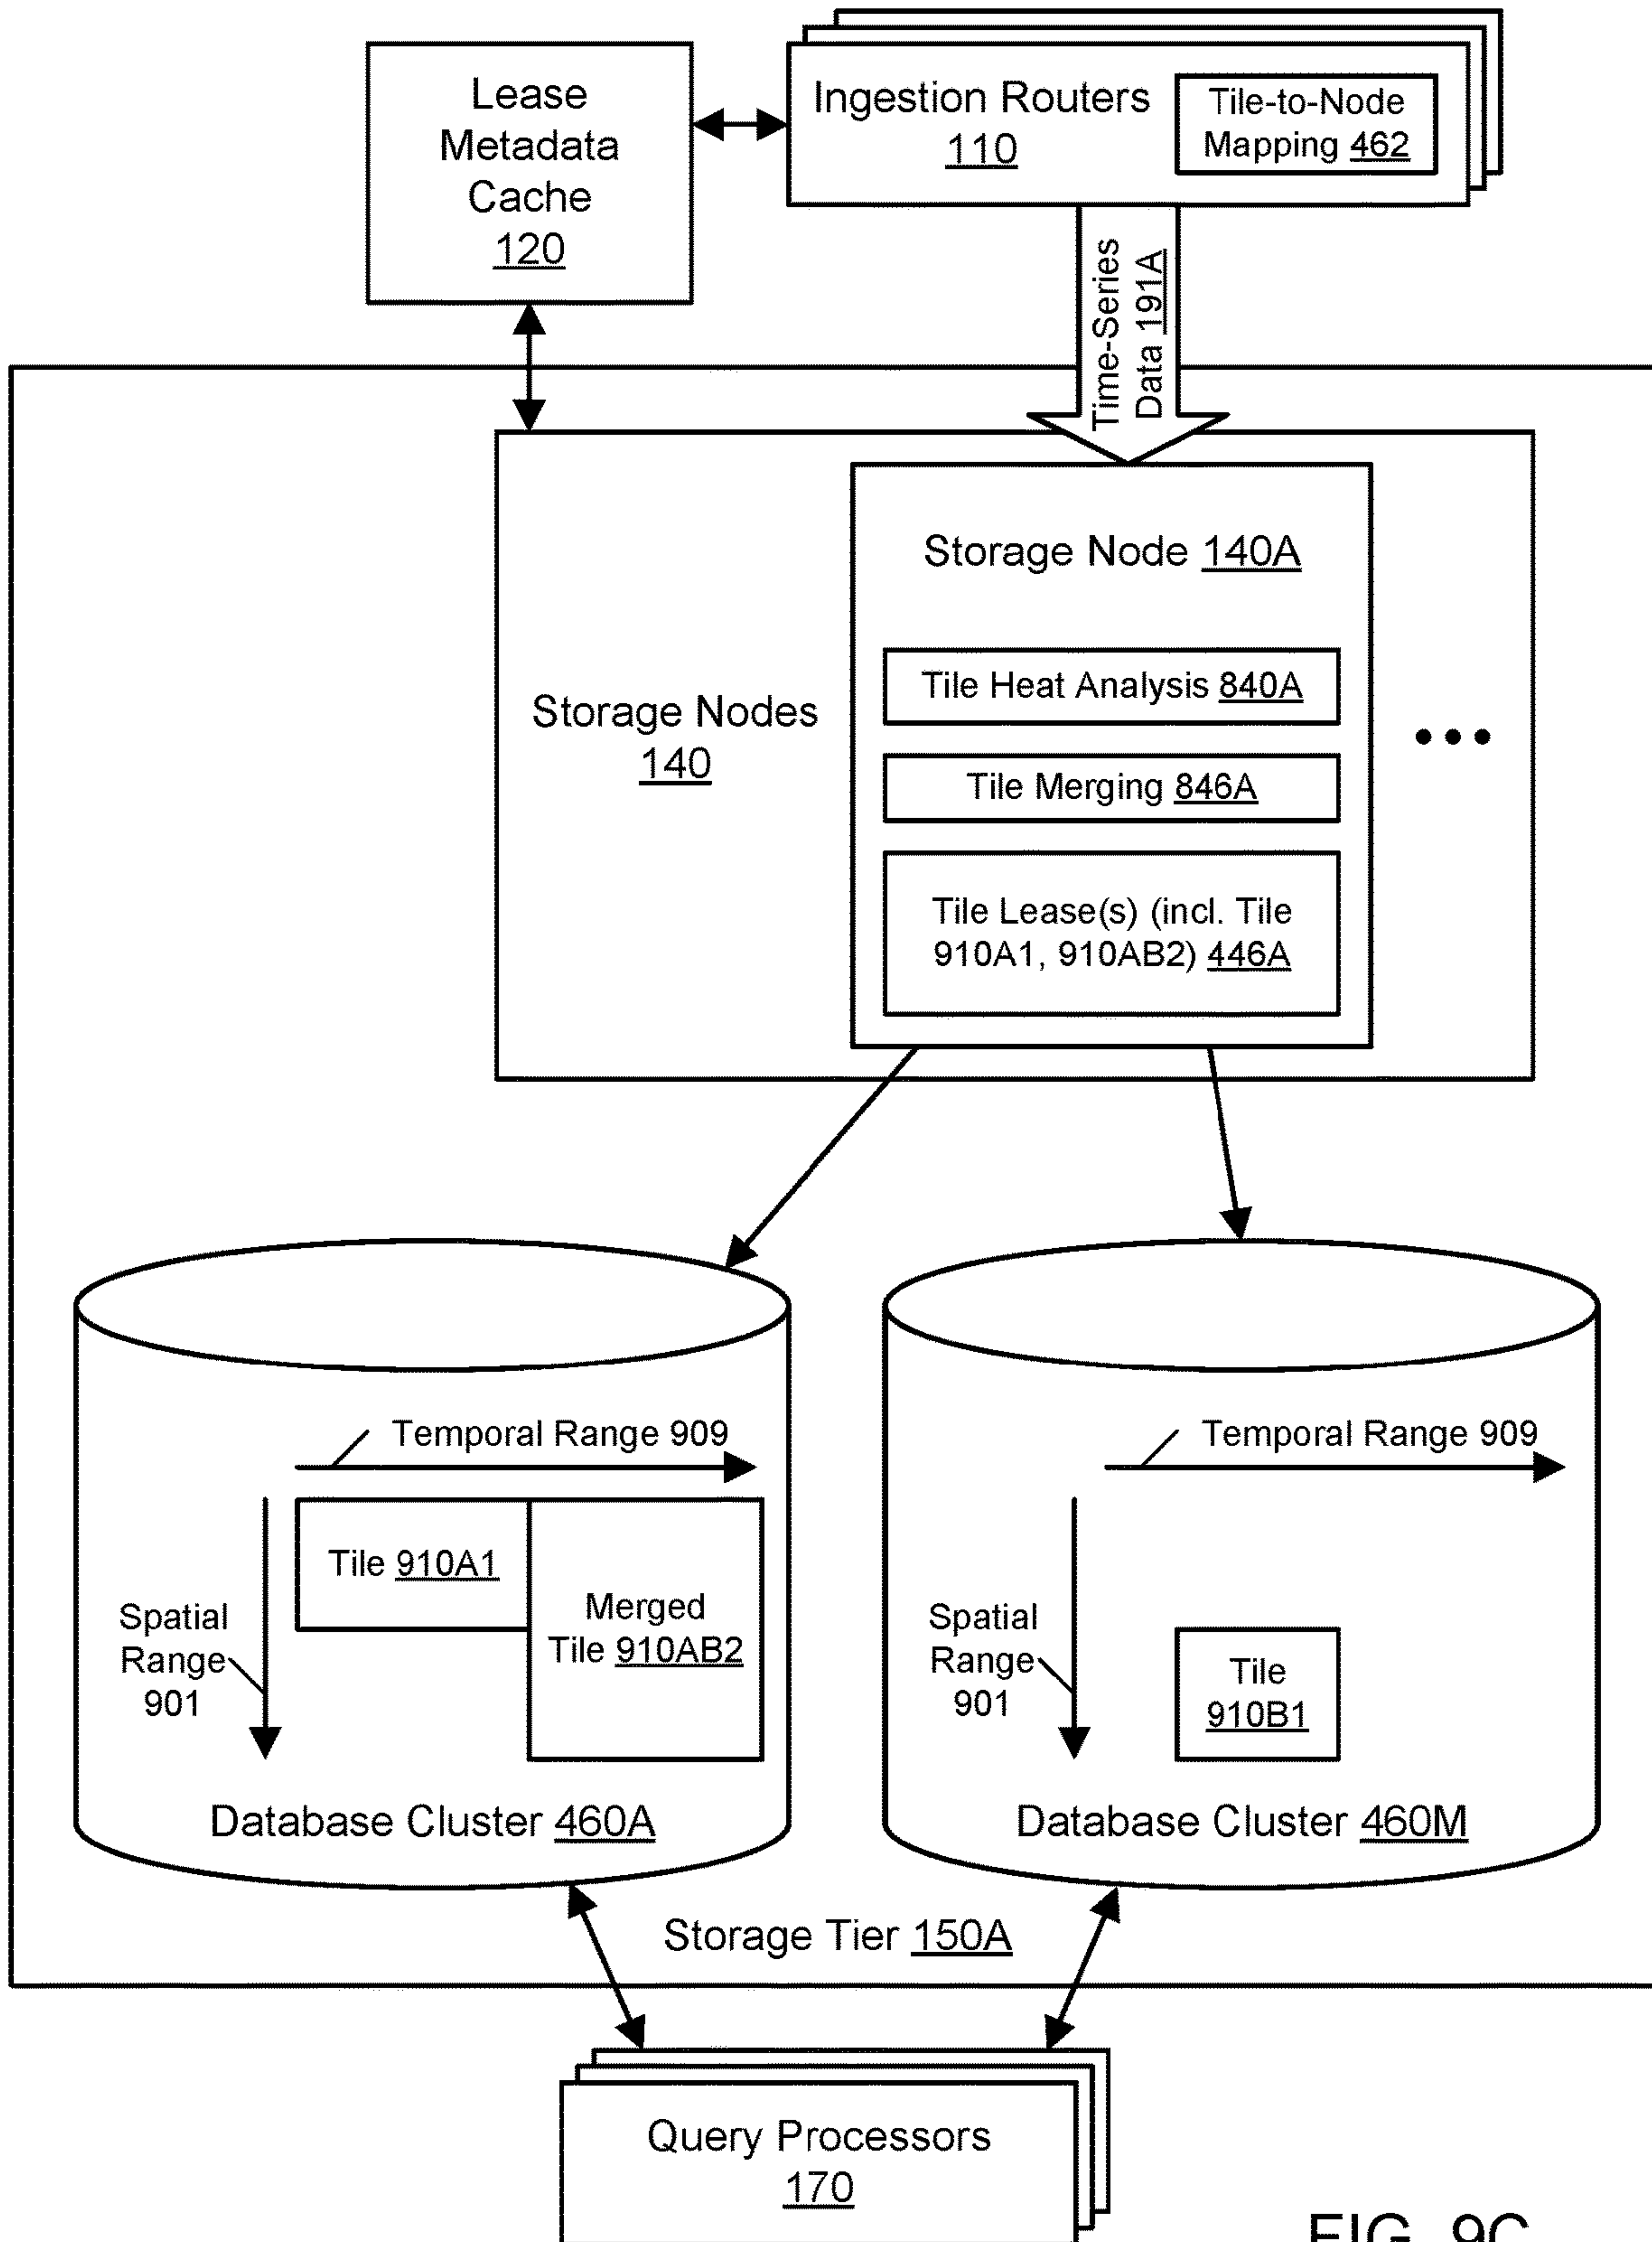 Lease
Metadata
Cache
120
Ingestion Routers
110
Tile-to-Node
Mapping 462
Time-Series
Data 191A
Storage Nodes
140
Storage Node 140A
Tile Heat Analysis 840A
Tile Merging 846A
Tile Lease(s) (incl. Tile
910A1, 910AB2) 446A
Temporal Range 909
Spatial
Range
901
Tile 910A1
Merged
Tile 910AB2
Database Cluster 460A
Temporal Range 909
Spatial
Range
901
Tile
910B1
Database Cluster 460M
Storage Tier 150A
Query Processors
170
FIG. 9C